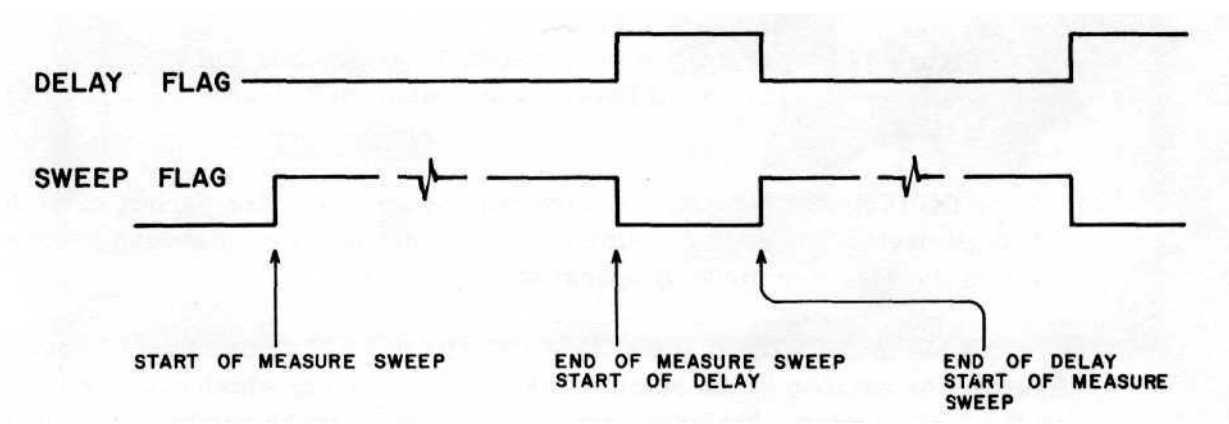 DELAY FLAG
SWEEP FLAG
START OF MEASURE SWEEP
END OF MEASURE SWEEP
START OF DELAY
END OF DELAY
START OF MEASURE
SWEEP